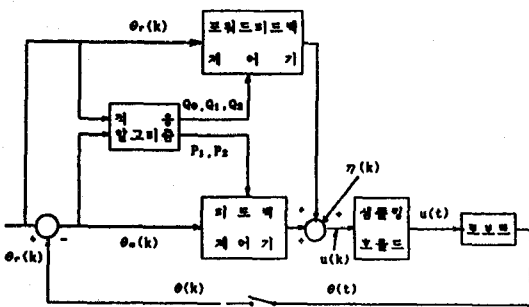 θr(k)
포워드피드백
제 어 기
Q0,Q1,Q2
적 응
알고리즘
P1,P2
η(k)
피드백
제어기
샘플링
호울드
u(t)
로보트
+
-
θe(k)
+
+
+
u(k)
θr(k)
θ(k)
θ(t)